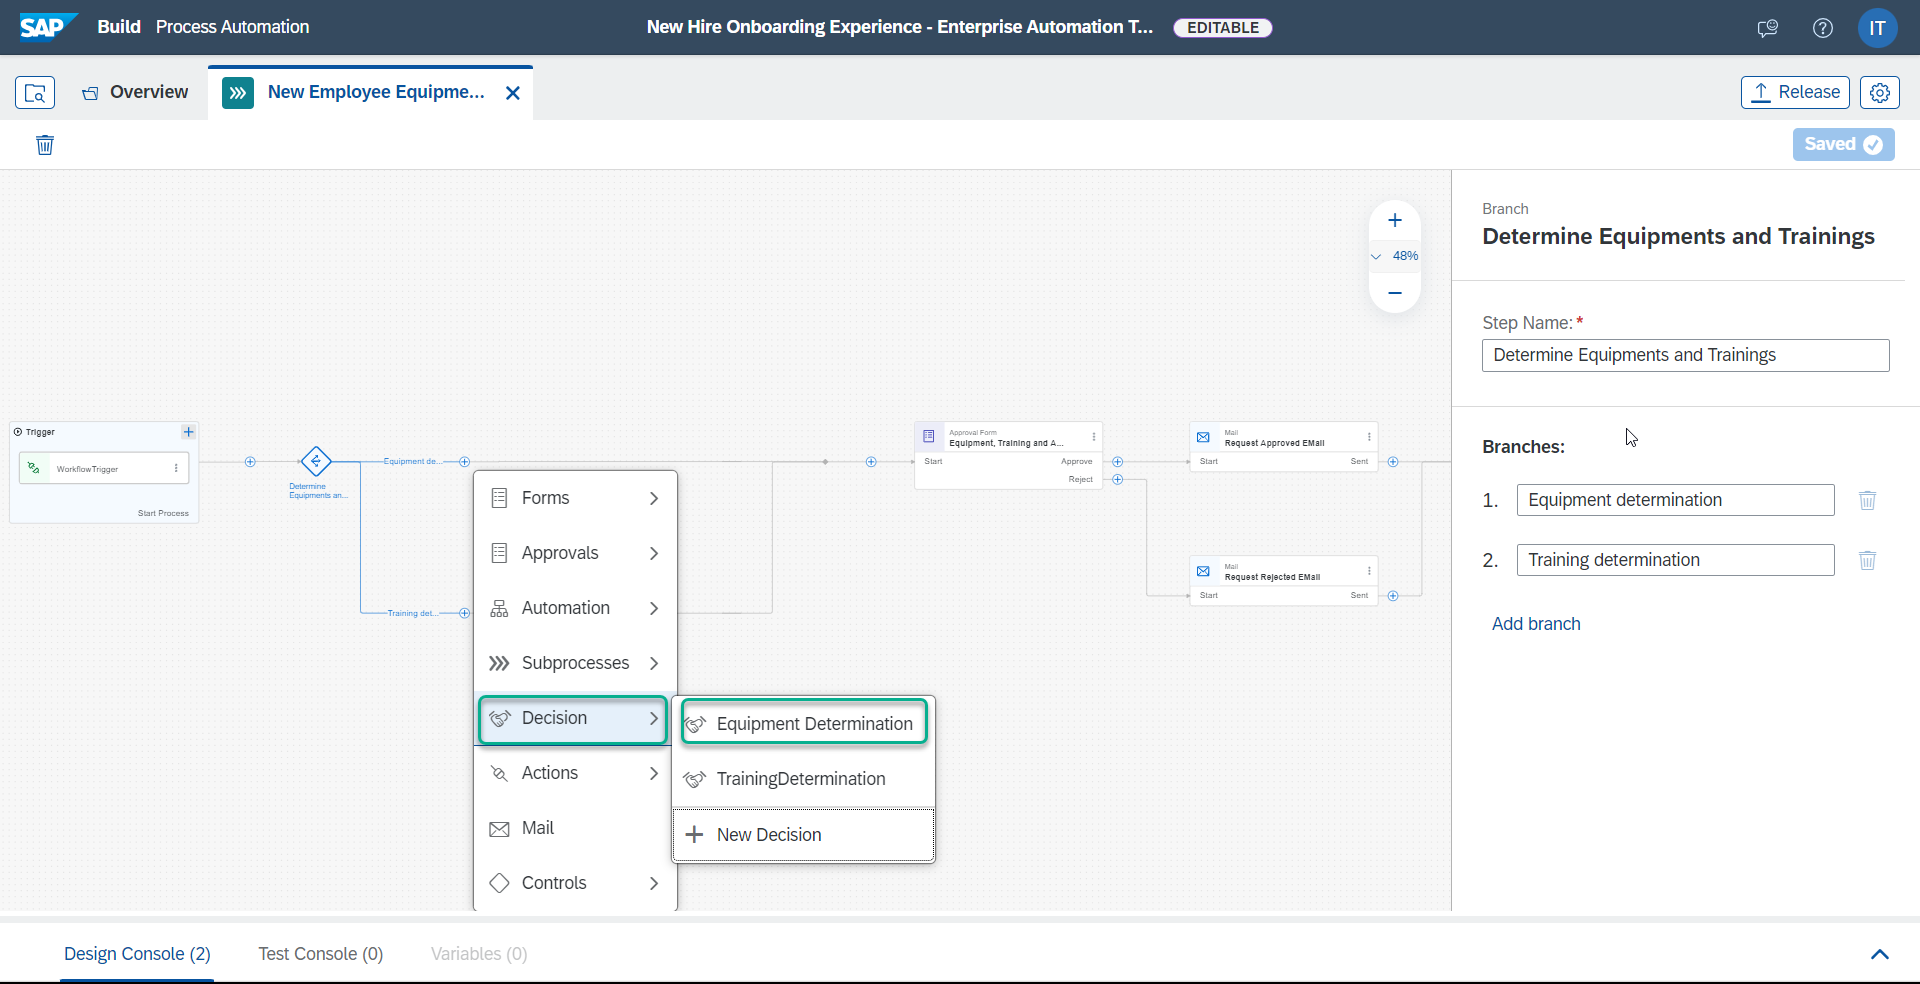 SAP Build Process Automation
New Hire Onboarding Experience - Enterprise Automation T...
EDITABLE
IT
Overview
New Employee Equipme...
Release
Saved
48%
Trigger
WorkflowTrigger
Start Process
Determine
Equipments an...
Equipment de...
Training det...
Forms
Approvals
Automation
Subprocesses
Decision
Actions
Mail
Controls
Equipment Determination
TrainingDetermination
New Decision
Approval Form
Equipment, Training and A...
Start
Approve
Reject
Mail
Request Approved EMail
Start
Sent
Mail
Request Rejected EMail
Start
Sent
Branch
Determine Equipments and Trainings
Step Name:*
Determine Equipments and Trainings
Branches:
1. Equipment determination
2. Training determination
Add branch
Design Console (2)
Test Console (0)
Variables (0)